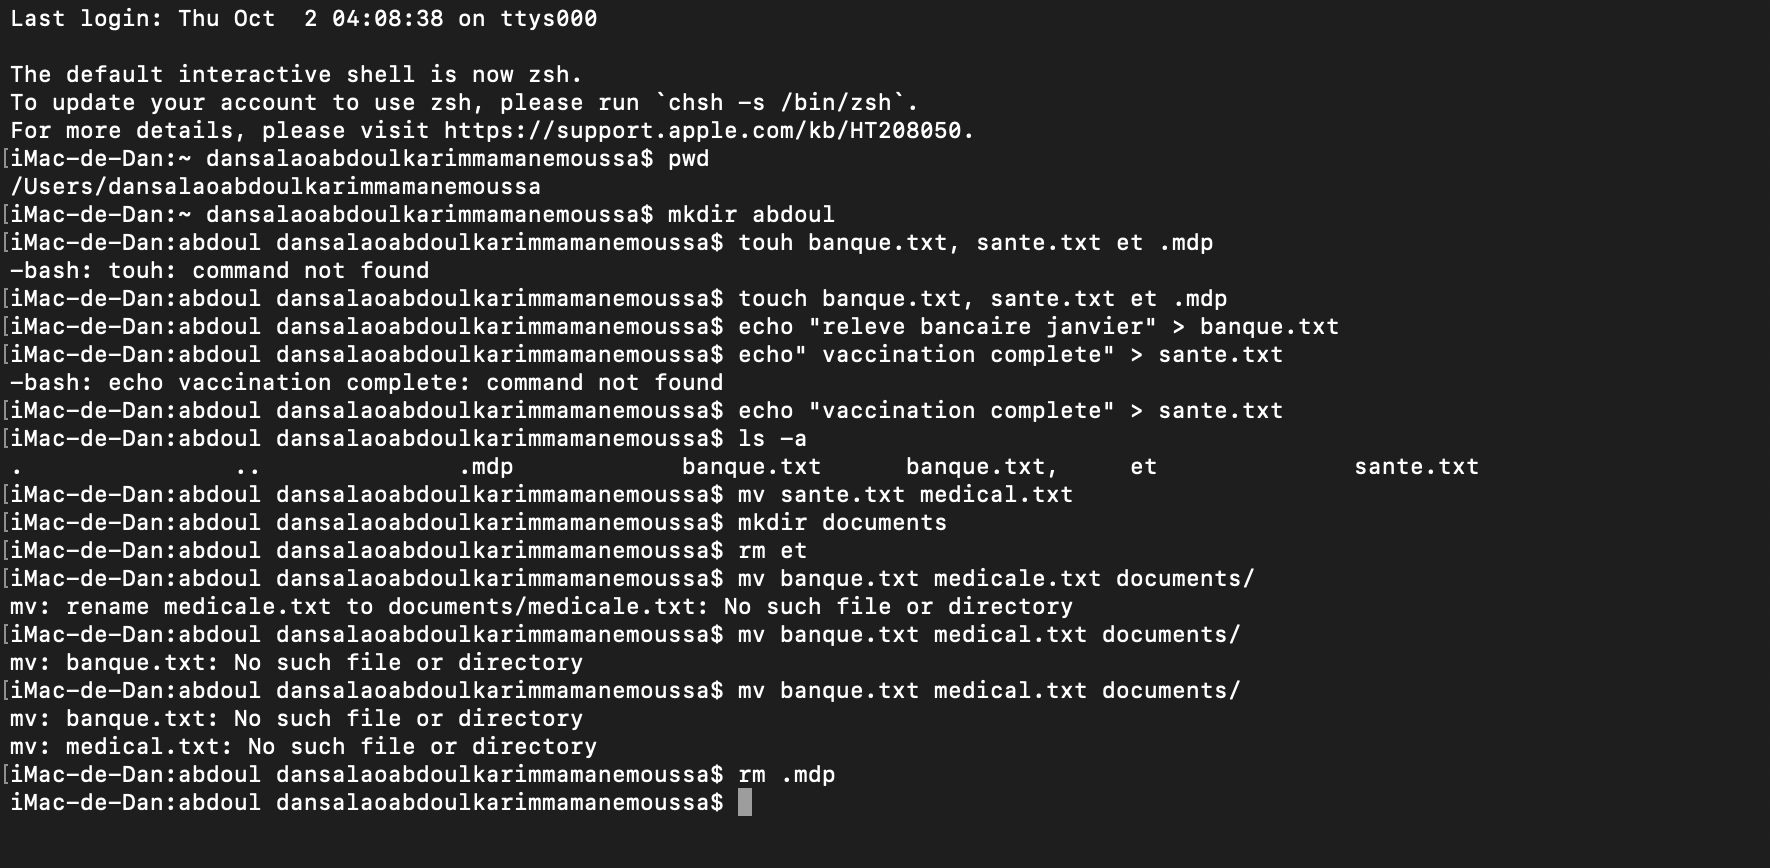 Last login: Thu Oct  2 04:08:38 on ttys000

The default interactive shell is now zsh.
To update your account to use zsh, please run `chsh -s /bin/zsh`.
For more details, please visit https://support.apple.com/kb/HT208050.
[iMac-de-Dan:~ dansalaoabdoulkarimmamanemoussa$ pwd
/Users/dansalaoabdoulkarimmamanemoussa
[iMac-de-Dan:~ dansalaoabdoulkarimmamanemoussa$ mkdir abdoul
[iMac-de-Dan:abdoul dansalaoabdoulkarimmamanemoussa$ touh banque.txt, sante.txt et .mdp
-bash: touh: command not found
[iMac-de-Dan:abdoul dansalaoabdoulkarimmamanemoussa$ touch banque.txt, sante.txt et .mdp
[iMac-de-Dan:abdoul dansalaoabdoulkarimmamanemoussa$ echo "releve bancaire janvier" > banque.txt
[iMac-de-Dan:abdoul dansalaoabdoulkarimmamanemoussa$ echo" vaccination complete" > sante.txt
-bash: echo vaccination complete: command not found
[iMac-de-Dan:abdoul dansalaoabdoulkarimmamanemoussa$ echo "vaccination complete" > sante.txt
[iMac-de-Dan:abdoul dansalaoabdoulkarimmamanemoussa$ ls -a
.               ..              .mdp            banque.txt      banque.txt,     et              sante.txt
[iMac-de-Dan:abdoul dansalaoabdoulkarimmamanemoussa$ mv sante.txt medical.txt
[iMac-de-Dan:abdoul dansalaoabdoulkarimmamanemoussa$ mkdir documents
[iMac-de-Dan:abdoul dansalaoabdoulkarimmamanemoussa$ rm et
[iMac-de-Dan:abdoul dansalaoabdoulkarimmamanemoussa$ mv banque.txt medicale.txt documents/
mv: rename medicale.txt to documents/medicale.txt: No such file or directory
[iMac-de-Dan:abdoul dansalaoabdoulkarimmamanemoussa$ mv banque.txt medical.txt documents/
mv: banque.txt: No such file or directory
[iMac-de-Dan:abdoul dansalaoabdoulkarimmamanemoussa$ mv banque.txt medical.txt documents/
mv: banque.txt: No such file or directory
mv: medical.txt: No such file or directory
[iMac-de-Dan:abdoul dansalaoabdoulkarimmamanemoussa$ rm .mdp
iMac-de-Dan:abdoul dansalaoabdoulkarimmamanemoussa$